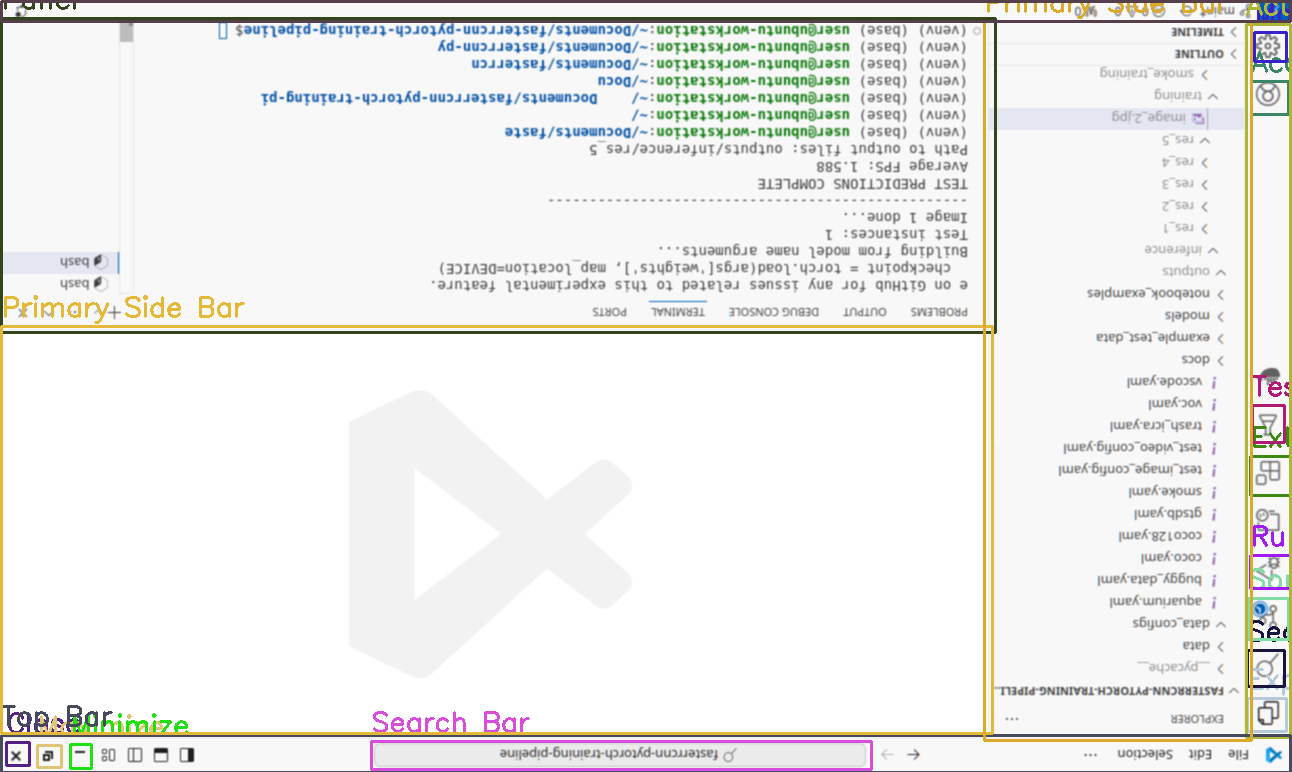 File Edit Selection ...
fasterrcnn-pytorch-training-pipeline
EXPLORER ...
FASTERRCNN-PYTORCH-TRAINING-PIPELI...
__pycache__
data
data_configs
aquarium.yaml
buggy_data.yaml
coco.yaml
coco128.yaml
gtsdb.yaml
smoke.yaml
test_image_config.yaml
test_video_config.yaml
trash_icra.yaml
voc.yaml
vscode.yaml
docs
example_test_data
models
notebook_examples
outputs
inference
res_1
res_2
res_3
res_4
res_5
image_2.jpg
training
smoke_training
OUTLINE
TIMELINE
PROBLEMS OUTPUT DEBUG CONSOLE TERMINAL PORTS
e on GitHub for any issues related to this experimental feature.
checkpoint = torch.load(args['weights'], map_location=DEVICE)
Building from model name arguments...
Test instances: 1
Image 1 done...
--------------------------------------------------
TEST PREDICTIONS COMPLETE
Average FPS: 1.588
Path to output files: outputs/inference/res_5
(venv) (base) user@ubuntu-workstation:~/Documents/faste
(venv) (base) user@ubuntu-workstation:~/
(venv) (base) user@ubuntu-workstation:~/ Documents/fasterrcnn-pytorch-training-pi
(venv) (base) user@ubuntu-workstation:~/Docu
(venv) (base) user@ubuntu-workstation:~/Documents/fasterrcn
(venv) (base) user@ubuntu-workstation:~/Documents/fasterrcnn-py
(venv) (base) user@ubuntu-workstation:~/Documents/fasterrcnn-pytorch-training-pipeline$
bash
bash
main
Panel
Primary Side Bar
Primary Side Bar
Top Bar
Minimize
Search Bar
Tes
Ru